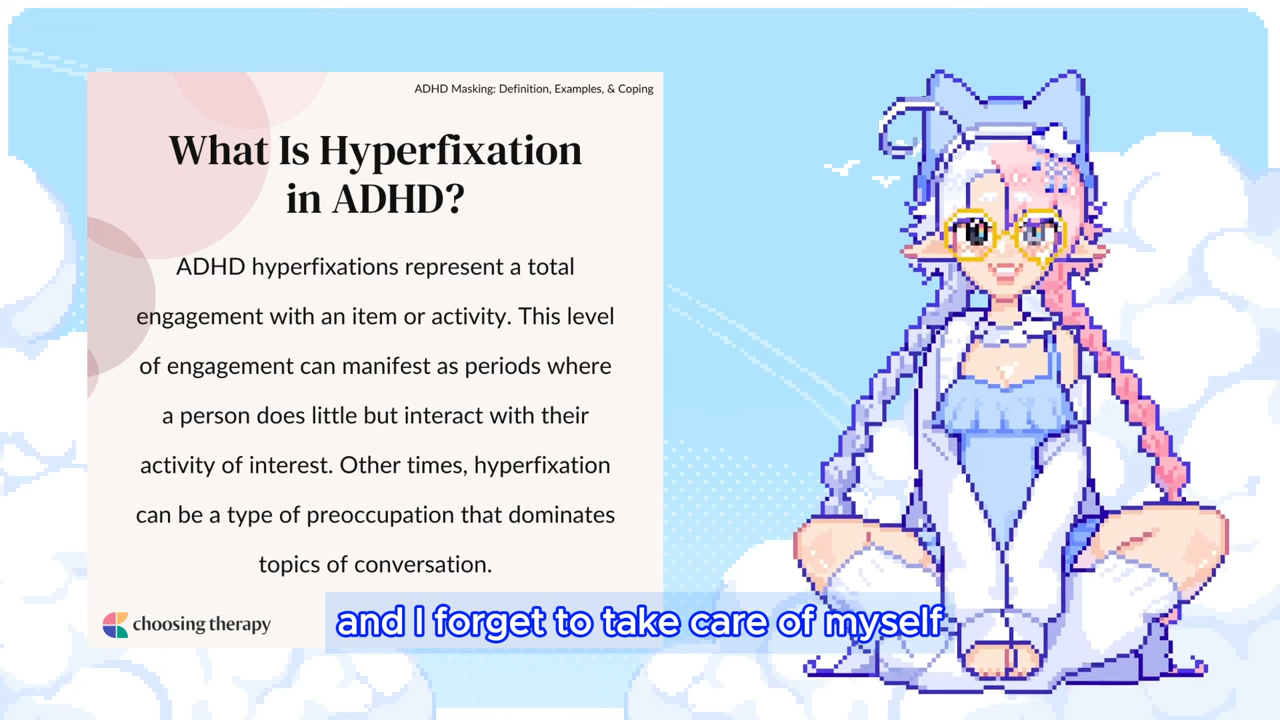 ADHD Masking: Definition, Examples, & Coping
What Is Hyperfixation
in ADHD?
ADHD hyperfixations represent a total
engagement with an item or activity. This level
of engagement can manifest as periods where
a person does little but interact with their
activity of interest. Other times, hyperfixation
can be a type of preoccupation that dominates
topics of conversation.
choosing therapy
and I forget to take care of myself